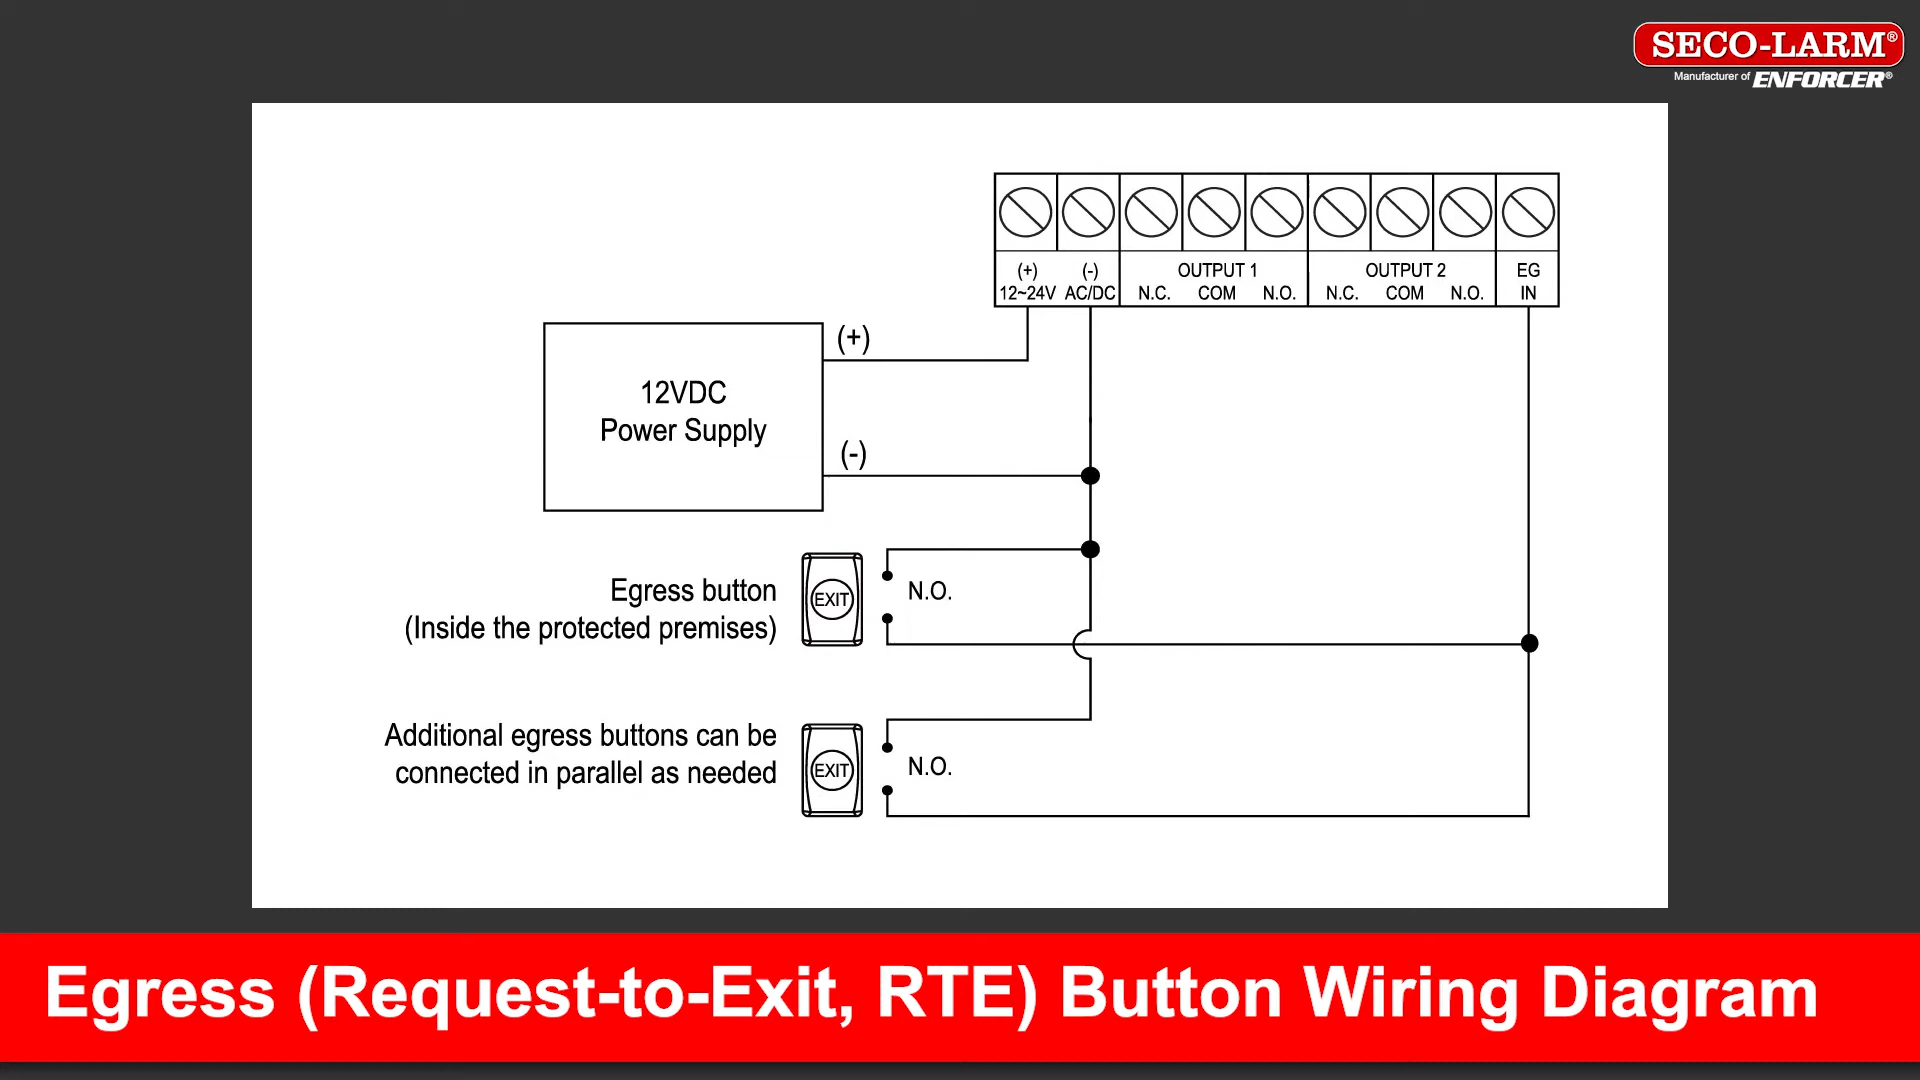 SECO-LARM®
Manufacturer of ENFORCER®
(+) (-) OUTPUT 1 OUTPUT 2 EG
12~24V AC/DC N.C. COM N.O. N.C. COM N.O. IN
(+)
12VDC
Power Supply
(-)
Egress button
(Inside the protected premises)
EXIT
N.O.
Additional egress buttons can be
connected in parallel as needed
EXIT
N.O.
Egress (Request-to-Exit, RTE) Button Wiring Diagram